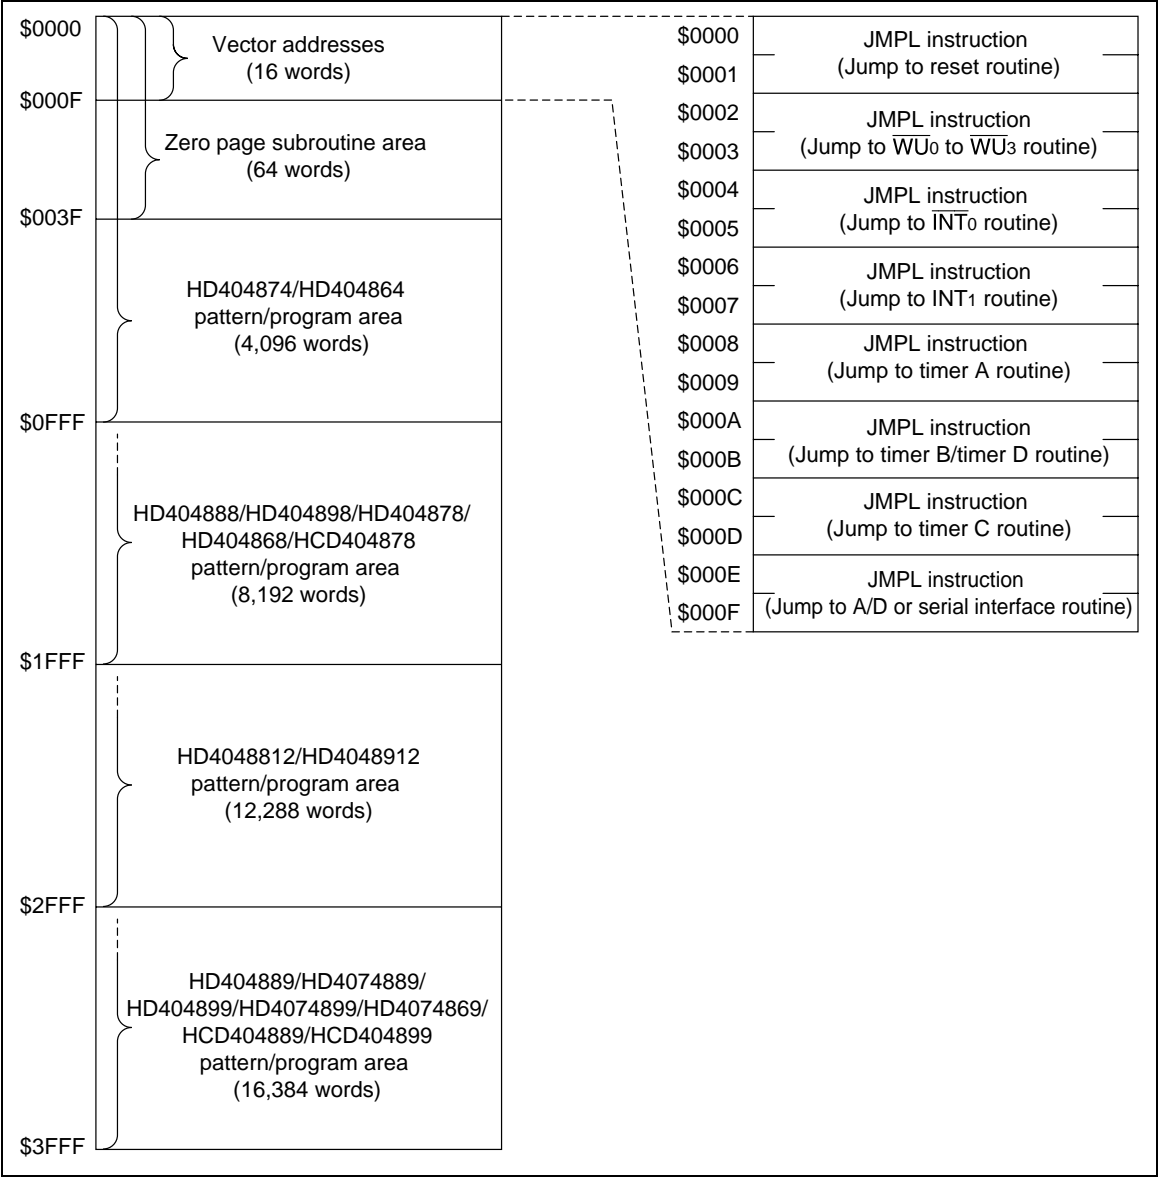 $0000
Vector addresses
(16 words)
$000F
Zero page subroutine area
(64 words)
$003F
HD404874/HD404864
pattern/program area
(4,096 words)
$0FFF
HD404888/HD404898/HD404878/
HD404868/HCD404878
pattern/program area
(8,192 words)
$1FFF
HD4048812/HD4048912
pattern/program area
(12,288 words)
$2FFF
HD404889/HD4074889/
HD404899/HD4074899/HD4074869/
HCD404889/HCD404899
pattern/program area
(16,384 words)
$3FFF
$0000
JMPL instruction
(Jump to reset routine)
$0001
$0002
JMPL instruction
(Jump to W̅U̅0 to W̅U̅3 routine)
$0003
$0004
JMPL instruction
(Jump to I̅N̅T̅0 routine)
$0005
$0006
JMPL instruction
(Jump to INT1 routine)
$0007
$0008
JMPL instruction
(Jump to timer A routine)
$0009
$000A
JMPL instruction
(Jump to timer B/timer D routine)
$000B
$000C
JMPL instruction
(Jump to timer C routine)
$000D
$000E
JMPL instruction
(Jump to A/D or serial interface routine)
$000F